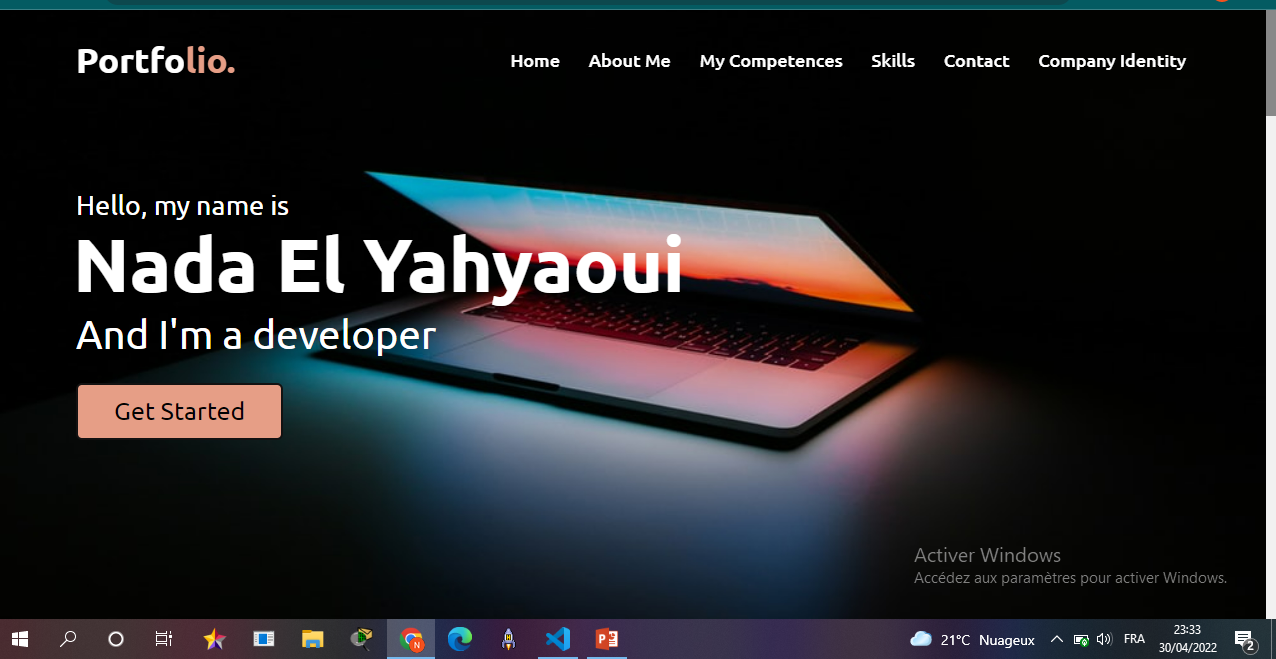 Portfolio.
Home About Me My Competences Skills Contact Company Identity
Hello, my name is
Nada El Yahyaoui
And I'm a developer
Get Started
Activer Windows
Accédez aux paramètres pour activer Windows.
21°C Nuageux
FRA
23:33
30/04/2022
N
P
2